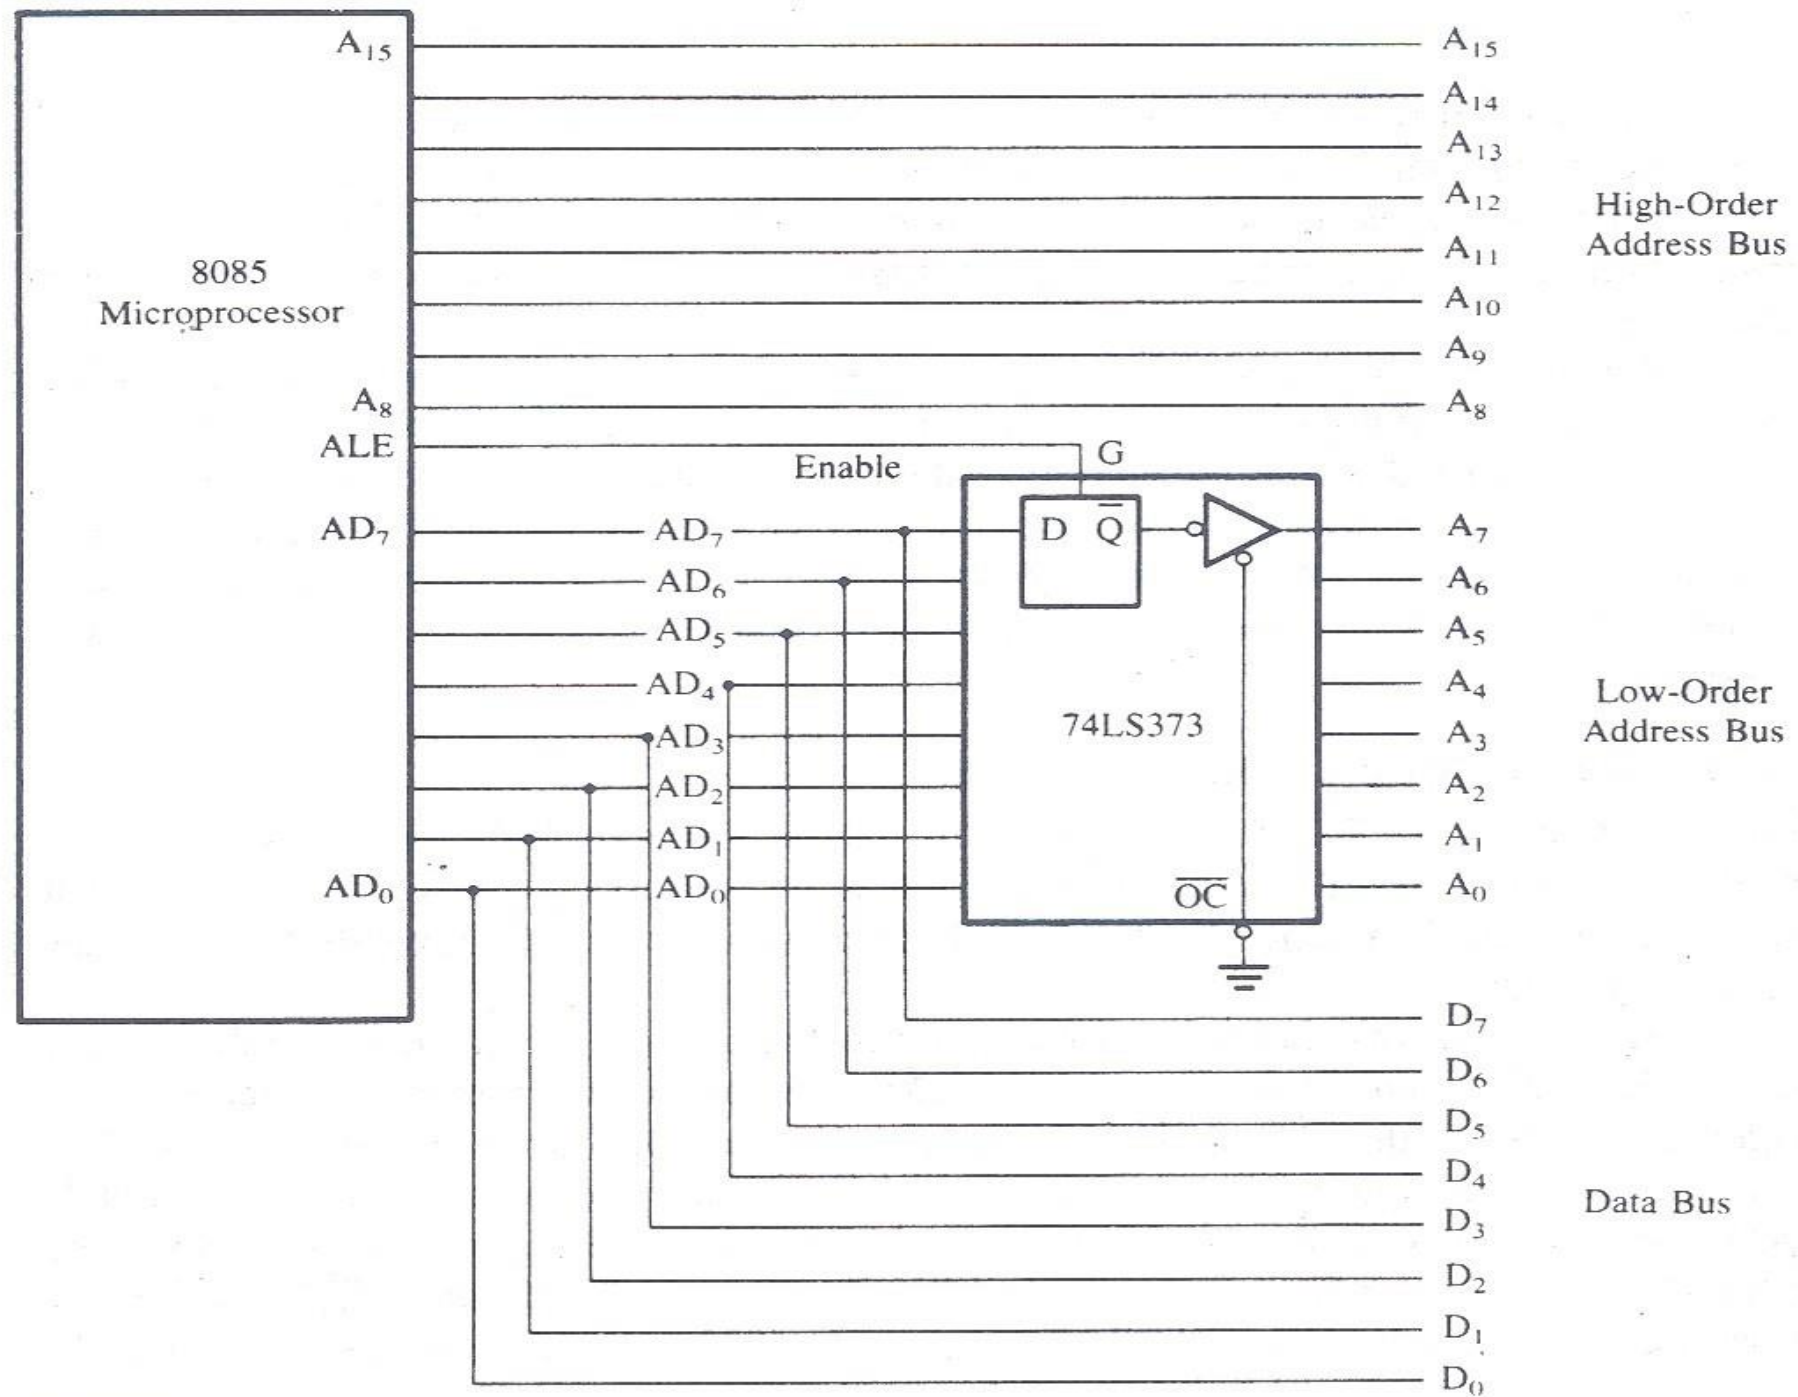 A15 A15
A14
A13
A12
High-Order
Address Bus
A11
8085
Microprocessor
A10
A9
A8 A8
ALE
Enable
G
AD7 AD7 D Q̅ A7
AD6 A6
AD5 A5
AD4 A4
Low-Order
Address Bus
74LS373
AD3 A3
AD2 A2
AD1 A1
AD0 AD0 O̅C̅ A0
D7
D6
D5
D4
Data Bus
D3
D2
D1
D0